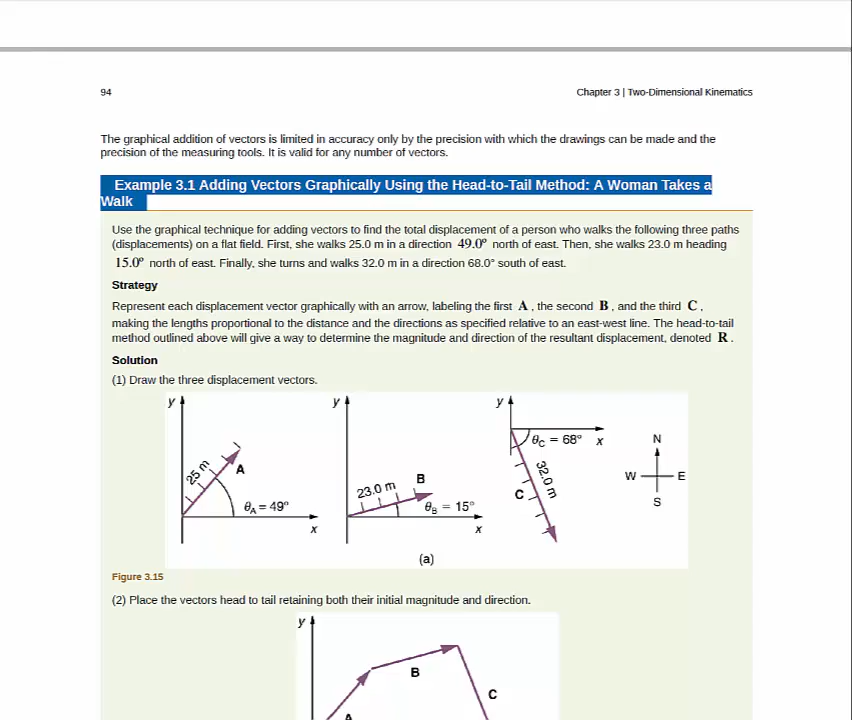 94
Chapter 3 | Two-Dimensional Kinematics
The graphical addition of vectors is limited in accuracy only by the precision with which the drawings can be made and the
precision of the measuring tools. It is valid for any number of vectors.
Example 3.1 Adding Vectors Graphically Using the Head-to-Tail Method: A Woman Takes a
Walk
Use the graphical technique for adding vectors to find the total displacement of a person who walks the following three paths
(displacements) on a flat field. First, she walks 25.0 m in a direction 49.0º north of east. Then, she walks 23.0 m heading
15.0º north of east. Finally, she turns and walks 32.0 m in a direction 68.0° south of east.
Strategy
Represent each displacement vector graphically with an arrow, labeling the first A , the second B , and the third C ,
making the lengths proportional to the distance and the directions as specified relative to an east-west line. The head-to-tail
method outlined above will give a way to determine the magnitude and direction of the resultant displacement, denoted R .
Solution
(1) Draw the three displacement vectors.
y
25 m
A
θA = 49°
x
y
23.0 m
B
θB = 15°
x
y
θC = 68°
x
32.0 m
C
N
W
E
S
(a)
Figure 3.15
(2) Place the vectors head to tail retaining both their initial magnitude and direction.
y
B
C
A